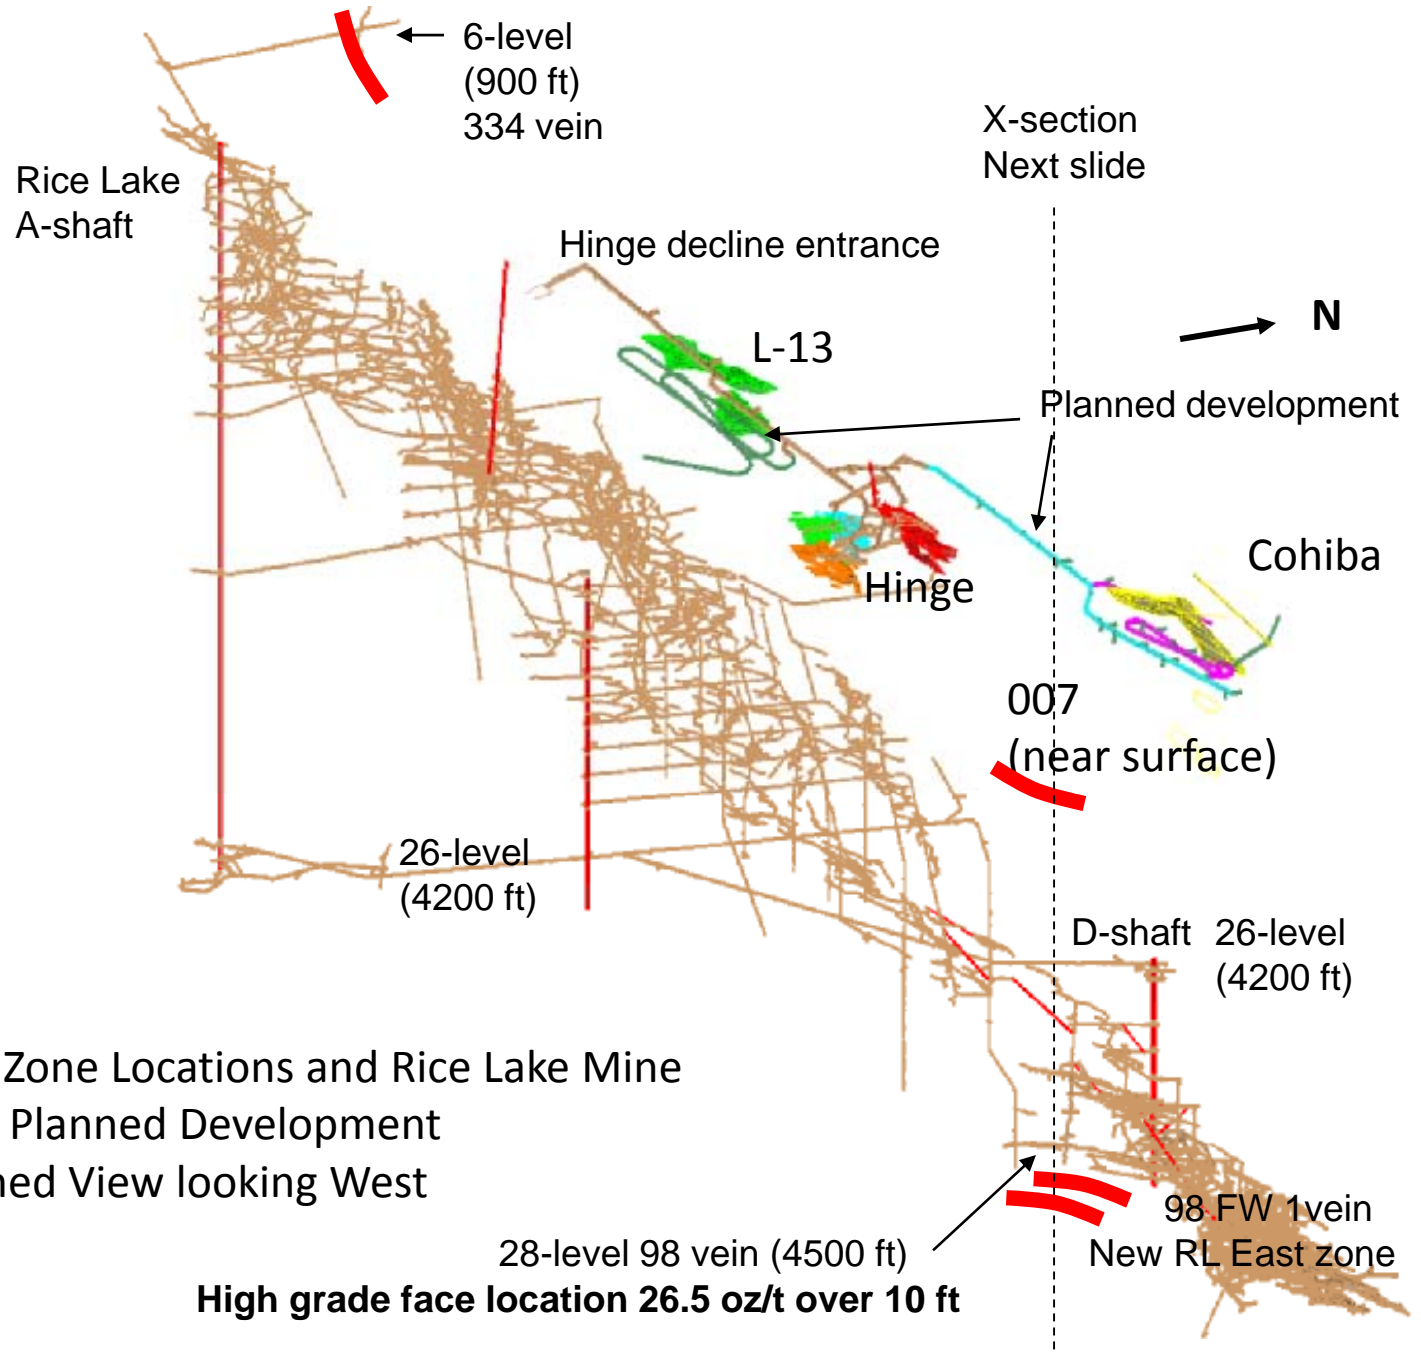 6-level
(900 ft)
334 vein
X-section
Next slide
Rice Lake
A-shaft
Hinge decline entrance
N
L-13
Planned development
Cohiba
Hinge
007
(near surface)
26-level
(4200 ft)
D-shaft 26-level
(4200 ft)
Zone Locations and Rice Lake Mine
Planned Development
ned View looking West
98 FW 1vein
New RL East zone
28-level 98 vein (4500 ft)
High grade face location 26.5 oz/t over 10 ft